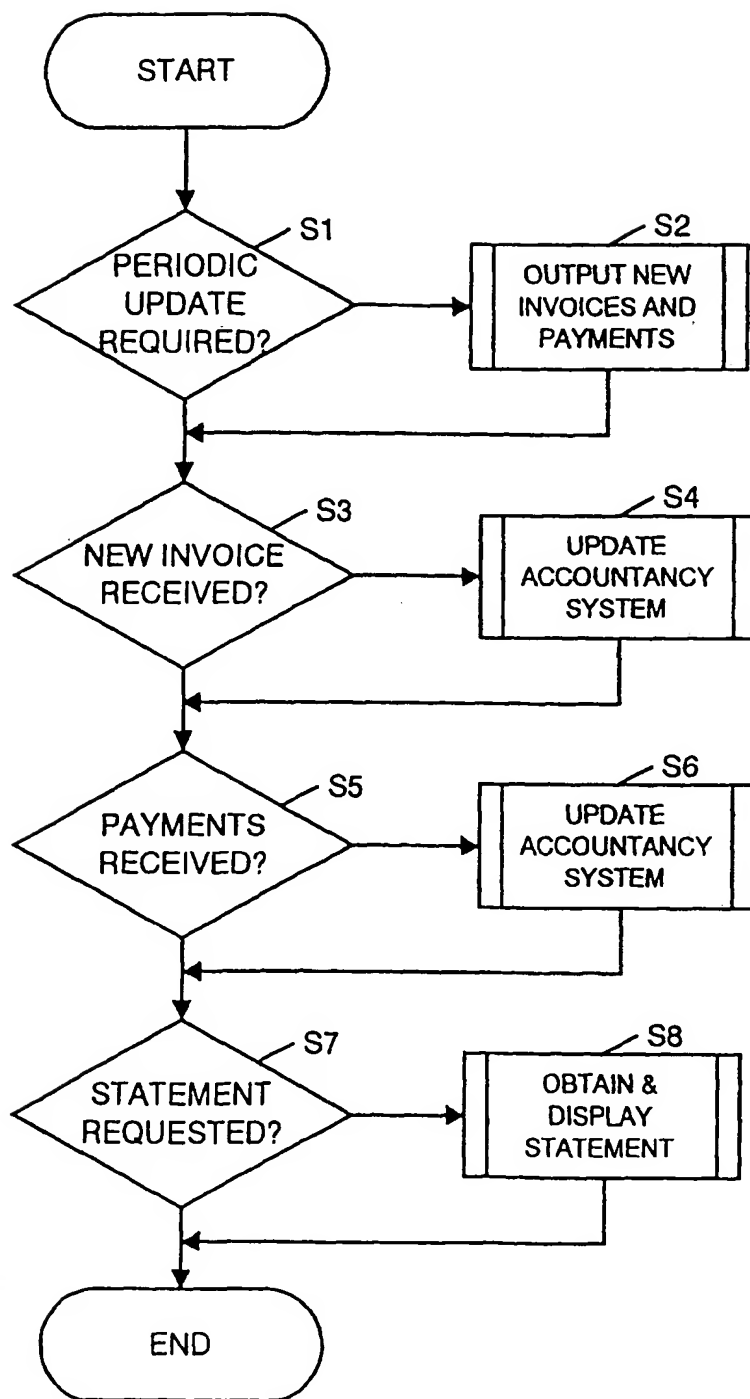 START
S1
PERIODIC
UPDATE
REQUIRED?
S2
OUTPUT NEW
INVOICES AND
PAYMENTS
S3
NEW INVOICE
RECEIVED?
S4
UPDATE
ACCOUNTANCY
SYSTEM
S5
PAYMENTS
RECEIVED?
S6
UPDATE
ACCOUNTANCY
SYSTEM
S7
STATEMENT
REQUESTED?
S8
OBTAIN &
DISPLAY
STATEMENT
END